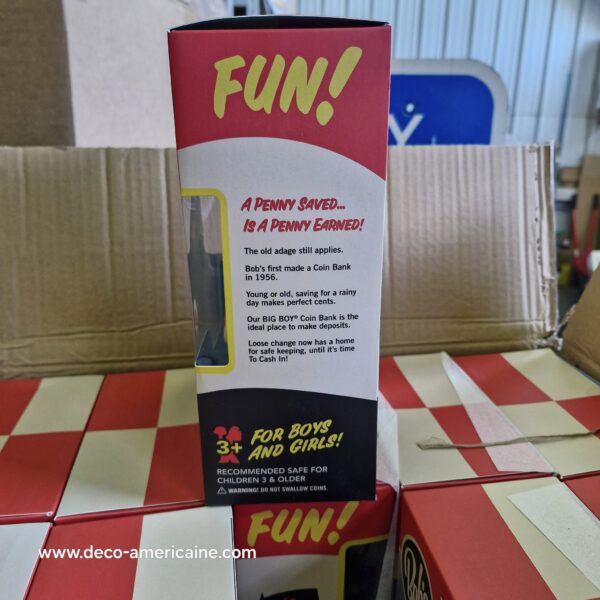 FUN!
A PENNY SAVED...
IS A PENNY EARNED!
The old adage still applies.
Bob's first made a Coin Bank
in 1956.
Young or old, saving for a rainy
day makes perfect cents.
Our BIG BOY® Coin Bank is the
ideal place to make deposits.
Loose change now has a home
for safe keeping, until it's time
To Cash In!
3+
FOR BOYS
AND GIRLS!
RECOMMENDED SAFE FOR
CHILDREN 3 & OLDER
⚠ WARNING! DO NOT SWALLOW COINS.
FUN!
Bob's
www.deco-americaine.com
Y